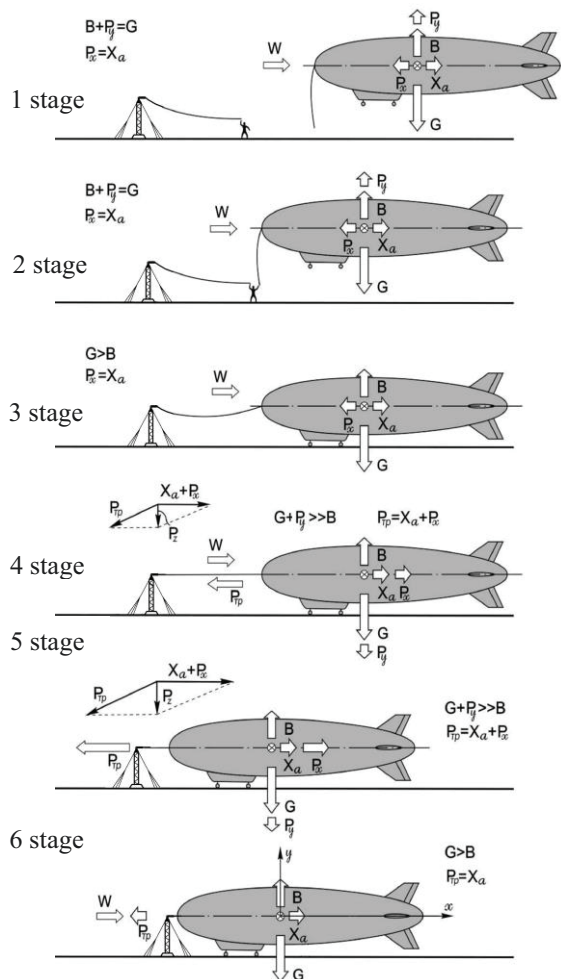 B+Py=G
Px=Xa
W
Py
B
Px Xa
G
1 stage
B+Py=G
Px=Xa
W
Py
B
Px Xa
G
2 stage
G>B
Px=Xa
W
B
Px Xa
G
3 stage
Xa+Px
Pтр
Pz
G+Py>>B Pтр=Xa+Px
W
Pтр
B
Xa Px
G
Py
4 stage
5 stage
Xa+Px
Pтр
Pz
G+Py>>B
Pтр=Xa+Px
B
Pтр
Xa Px
G
Py
6 stage
y
G>B
Pтр=Xa
W
Pтр
B
Xa
x
G